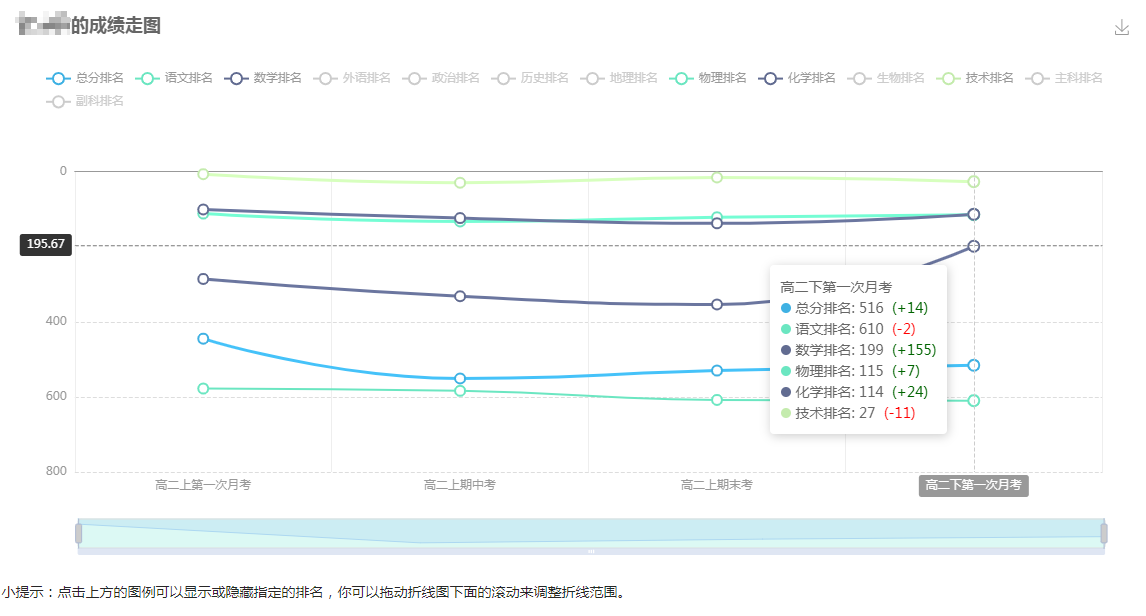 的成绩走图
总分排名 语文排名 数学排名 外语排名 政治排名 历史排名 地理排名 物理排名 化学排名 生物排名 技术排名 主科排名
副科排名
0
195.67
高二下第一次月考
总分排名: 516 (+14)
语文排名: 610 (-2)
数学排名: 199 (+155)
物理排名: 115 (+7)
化学排名: 114 (+24)
技术排名: 27 (-11)
400
600
800
高二上第一次月考 高二上期中考 高二上期末考 高二下第一次月考
小提示：点击上方的图例可以显示或隐藏指定的排名，你可以拖动折线图下面的滚动来调整折线范围。